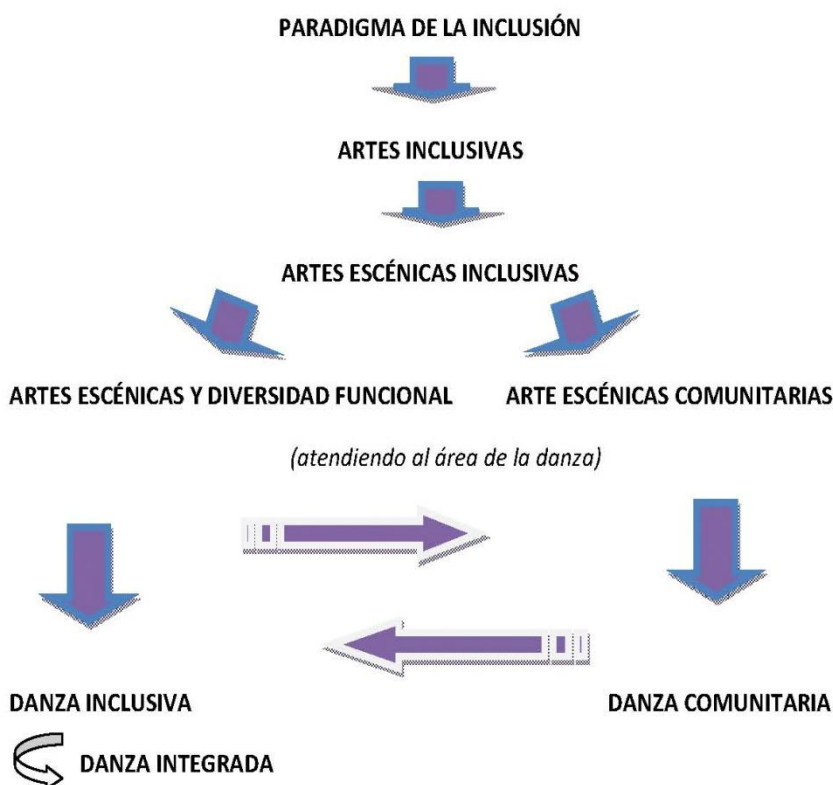 PARADIGMA DE LA INCLUSIÓN
ARTES INCLUSIVAS
ARTES ESCÉNICAS INCLUSIVAS
ARTES ESCÉNICAS Y DIVERSIDAD FUNCIONAL
ARTE ESCÉNICAS COMUNITARIAS
(atendiendo al área de la danza)
DANZA INCLUSIVA
DANZA COMUNITARIA
DANZA INTEGRADA